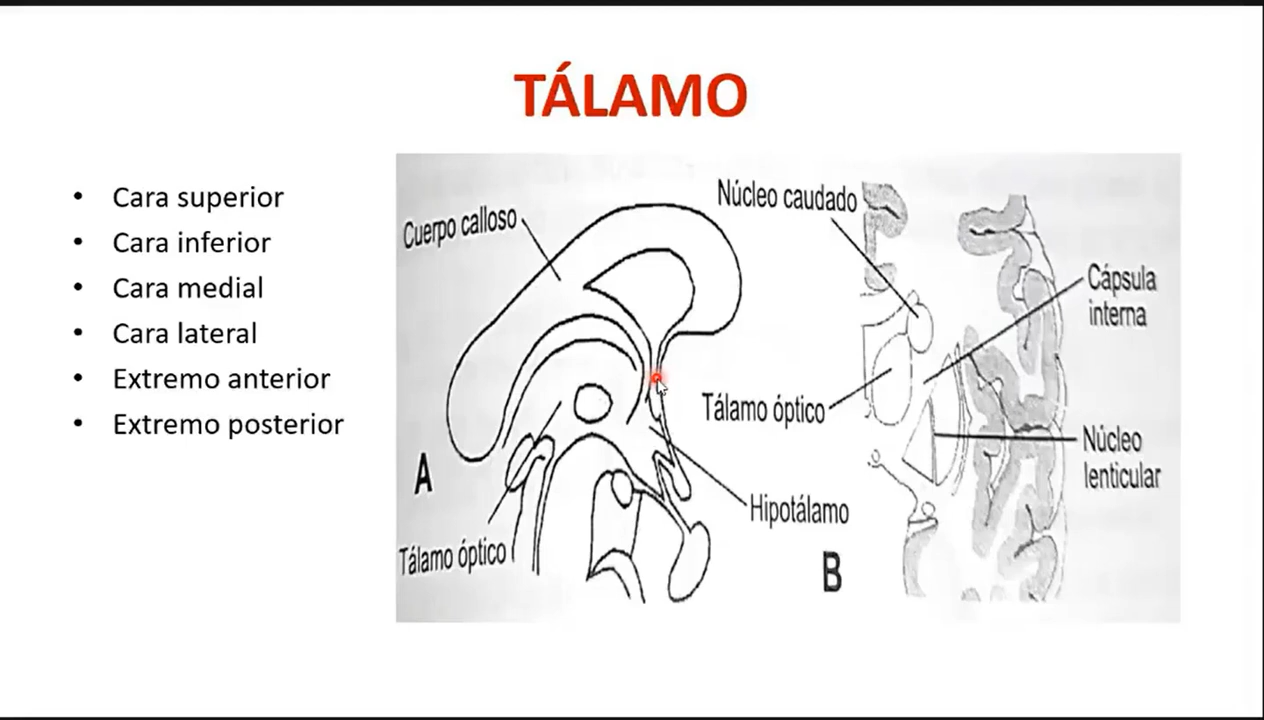 TÁLAMO
• Cara superior
• Cara inferior
• Cara medial
• Cara lateral
• Extremo anterior
• Extremo posterior
Cuerpo calloso
A
Tálamo óptico
Hipotálamo
Núcleo caudado
Cápsula
interna
Tálamo óptico
Núcleo
lenticular
B